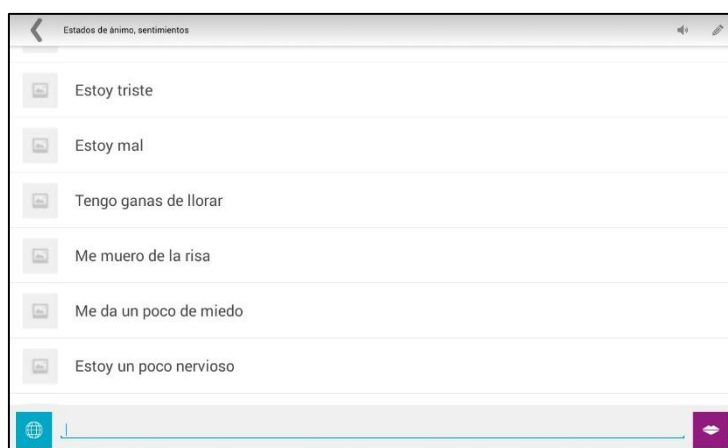 Estados de ánimo, sentimientos
Estoy triste
Estoy mal
Tengo ganas de llorar
Me muero de la risa
Me da un poco de miedo
Estoy un poco nervioso